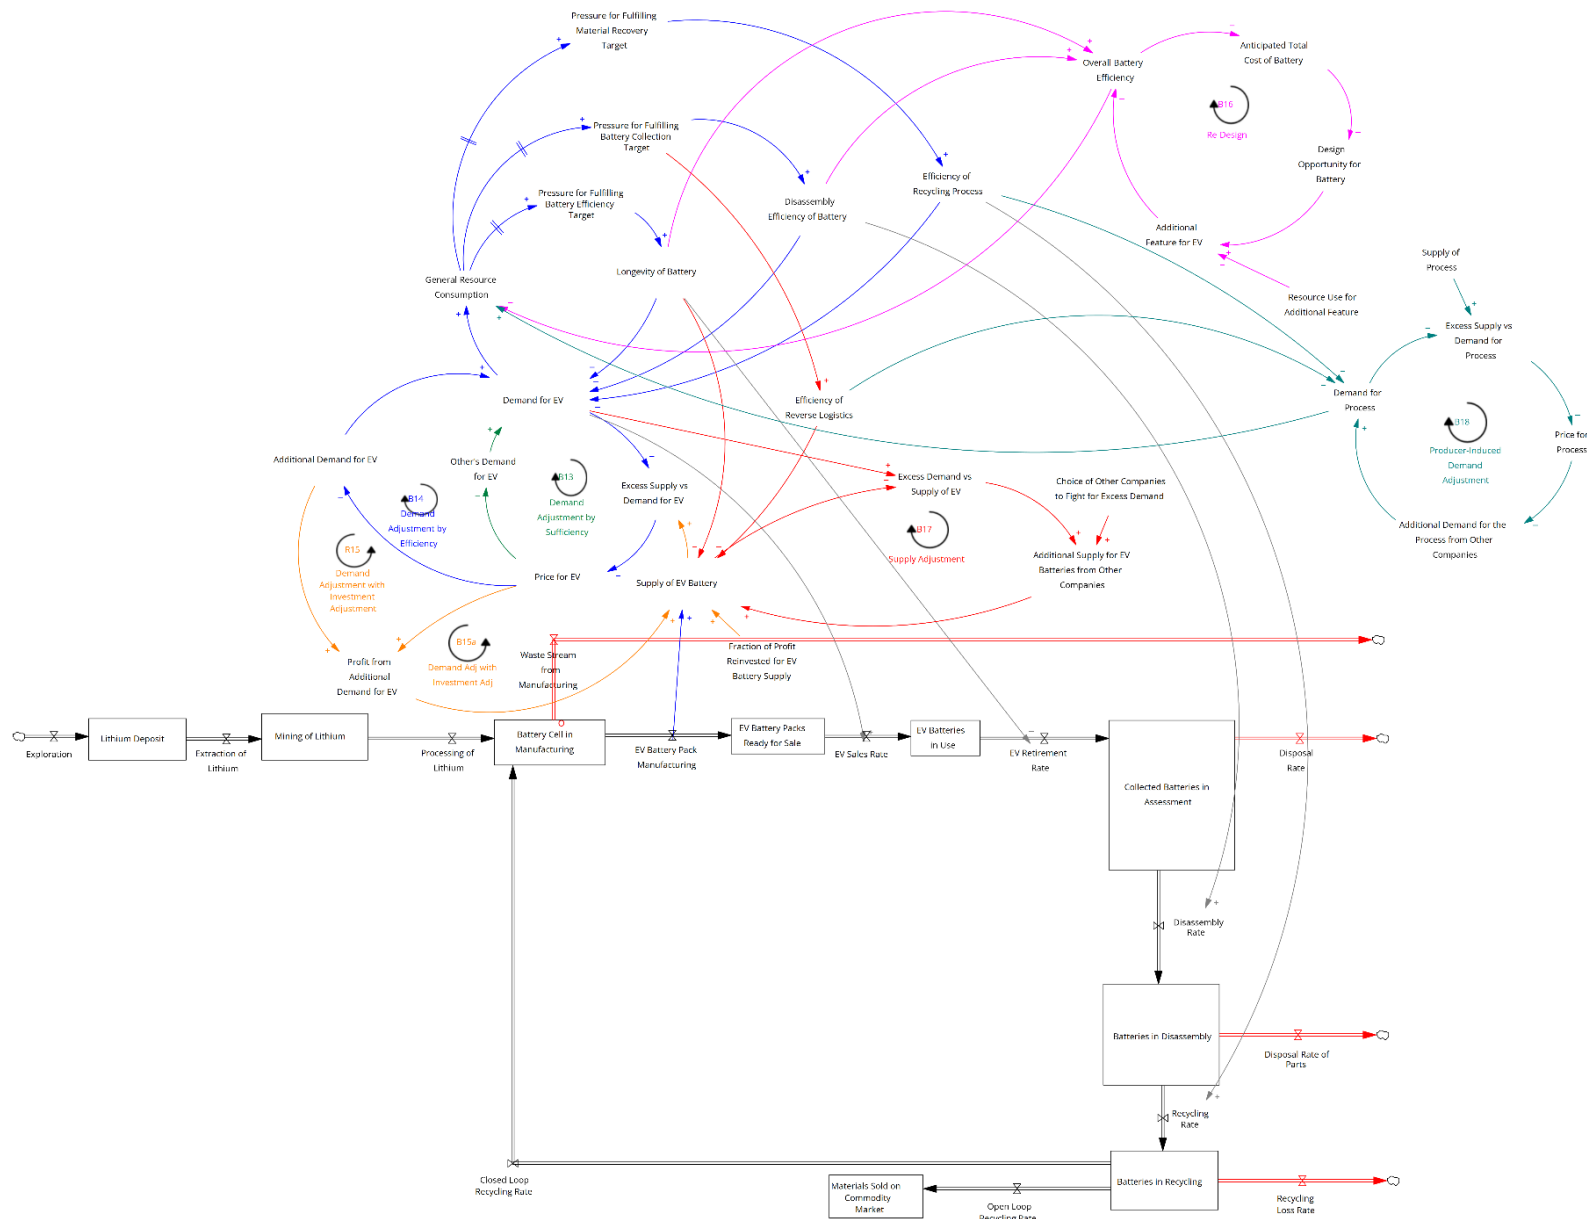 Pressure for Fulfilling
Material Recovery
Target
Overall Battery
Efficiency
Anticipated Total
Cost of Battery
B16
Re Design
Pressure for Fulfilling
Battery Collection
Target
Design
Opportunity for
Battery
Pressure for Fulfilling
Battery Efficiency
Target
Disassembly
Efficiency of Battery
Efficiency of
Recycling Process
Additional
Feature for EV
General Resource
Consumption
Longevity of Battery
Supply of
Process
Resource Use for
Additional Feature
Excess Supply vs
Demand for
Process
Demand for EV
Efficiency of
Reverse Logistics
Demand for
Process
B18
Producer-Induced
Demand
Adjustment
Price for
Process
Additional Demand for EV
Other's Demand
for EV
B13
Demand
Adjustment by
Sufficiency
Excess Supply vs
Demand for EV
Excess Demand vs
Supply of EV
Choice of Other Companies
to Fight for Excess Demand
B14
Demand
Adjustment by
Efficiency
B17
Supply Adjustment
Additional Demand for the
Process from Other
Companies
R15
Demand
Adjustment with
Investment
Adjustment
Price for EV
Supply of EV Battery
Additional Supply for EV
Batteries from Other
Companies
B15a
Demand Adj with
Investment Adj
Profit from
Additional
Demand for EV
Waste Stream
from
Manufacturing
Fraction of Profit
Reinvested for EV
Battery Supply
Exploration
Lithium Deposit
Extraction of
Lithium
Mining of Lithium
Processing of
Lithium
Battery Cell in
Manufacturing
EV Battery Pack
Manufacturing
EV Battery Packs
Ready for Sale
EV Sales Rate
EV Batteries
in Use
EV Retirement
Rate
Collected Batteries in
Assessment
Disposal
Rate
Disassembly
Rate
Batteries in Disassembly
Disposal Rate of
Parts
Recycling
Rate
Closed Loop
Recycling Rate
Materials Sold on
Commodity
Market
Open Loop
Recycling Rate
Batteries in Recycling
Recycling
Loss Rate